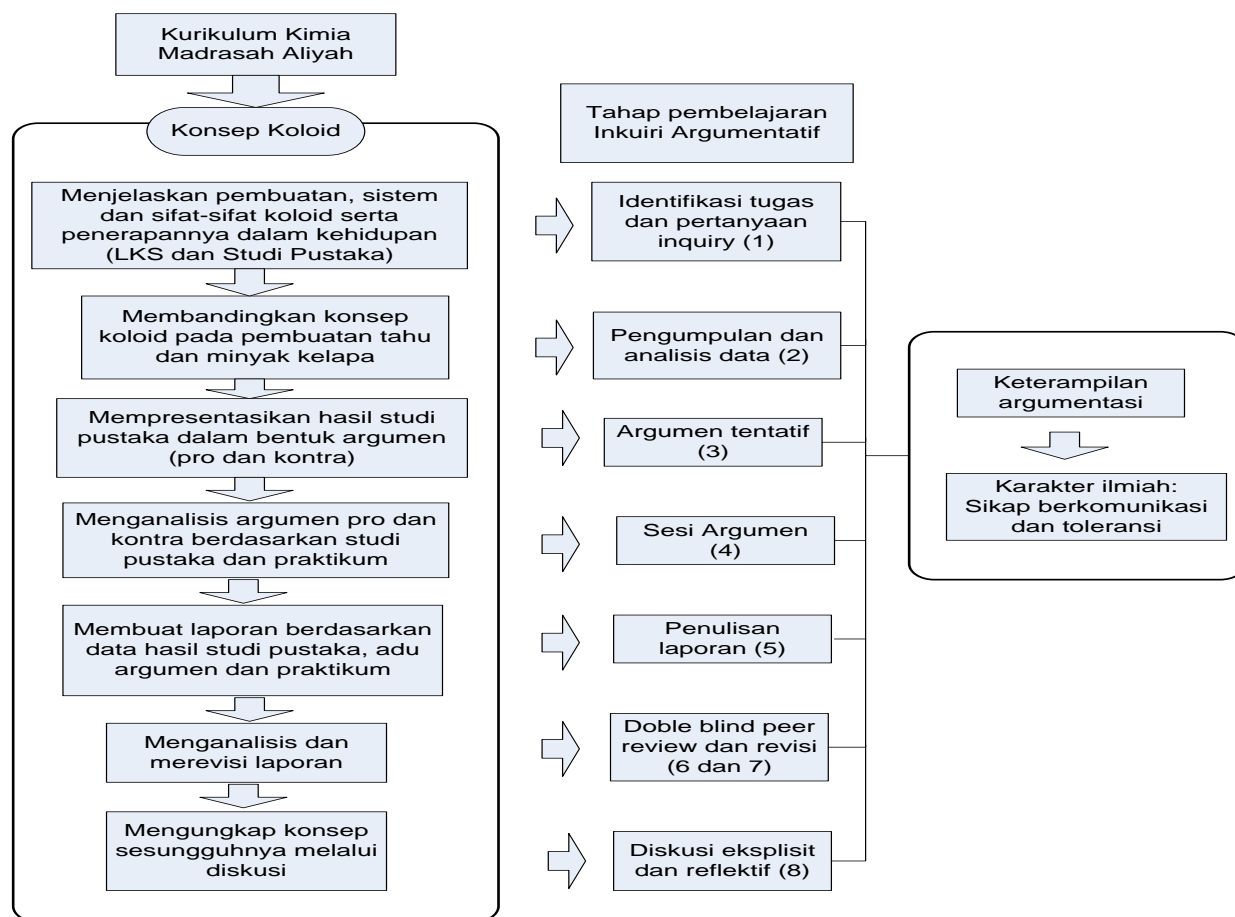 Kurikulum Kimia
Madrasah Aliyah
Konsep Koloid
Menjelaskan pembuatan, sistem
dan sifat-sifat koloid serta
penerapannya dalam kehidupan
(LKS dan Studi Pustaka)
Membandingkan konsep
koloid pada pembuatan tahu
dan minyak kelapa
Mempresentasikan hasil studi
pustaka dalam bentuk argumen
(pro dan kontra)
Menganalisis argumen pro dan
kontra berdasarkan studi
pustaka dan praktikum
Membuat laporan berdasarkan
data hasil studi pustaka, adu
argumen dan praktikum
Menganalisis dan
merevisi laporan
Mengungkap konsep
sesungguhnya melalui
diskusi
Tahap pembelajaran
Inkuiri Argumentatif
Identifikasi tugas
dan pertanyaan
inquiry (1)
Pengumpulan dan
analisis data (2)
Argumen tentatif
(3)
Sesi Argumen
(4)
Penulisan
laporan (5)
Doble blind peer
review dan revisi
(6 dan 7)
Diskusi eksplisit
dan reflektif (8)
Keterampilan
argumentasi
Karakter ilmiah:
Sikap berkomunikasi
dan toleransi